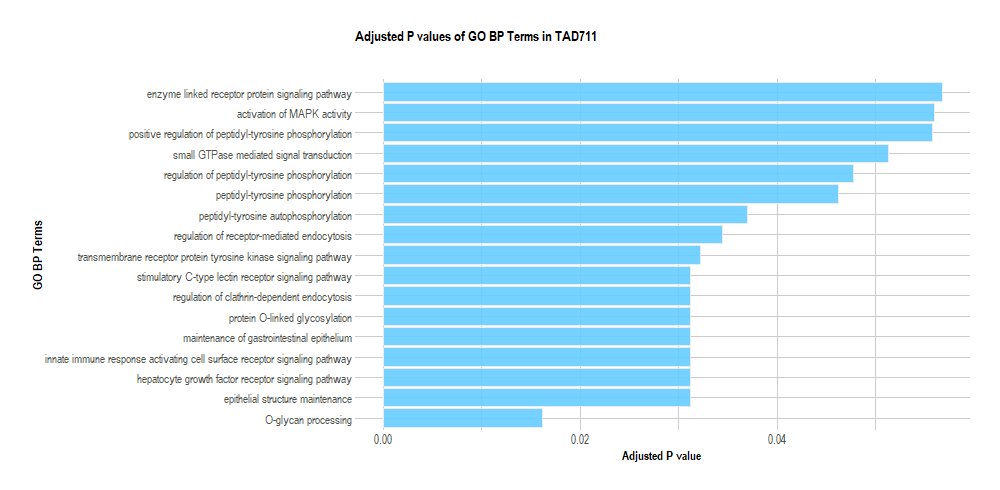 Adjusted P values of GO BP Terms in TAD711
GO BP Terms
enzyme linked receptor protein signaling pathway
activation of MAPK activity
positive regulation of peptidyl-tyrosine phosphorylation
small GTPase mediated signal transduction
regulation of peptidyl-tyrosine phosphorylation
peptidyl-tyrosine phosphorylation
peptidyl-tyrosine autophosphorylation
regulation of receptor-mediated endocytosis
transmembrane receptor protein tyrosine kinase signaling pathway
stimulatory C-type lectin receptor signaling pathway
regulation of clathrin-dependent endocytosis
protein O-linked glycosylation
maintenance of gastrointestinal epithelium
innate immune response activating cell surface receptor signaling pathway
hepatocyte growth factor receptor signaling pathway
epithelial structure maintenance
O-glycan processing
0.00 0.02 0.04
Adjusted P value